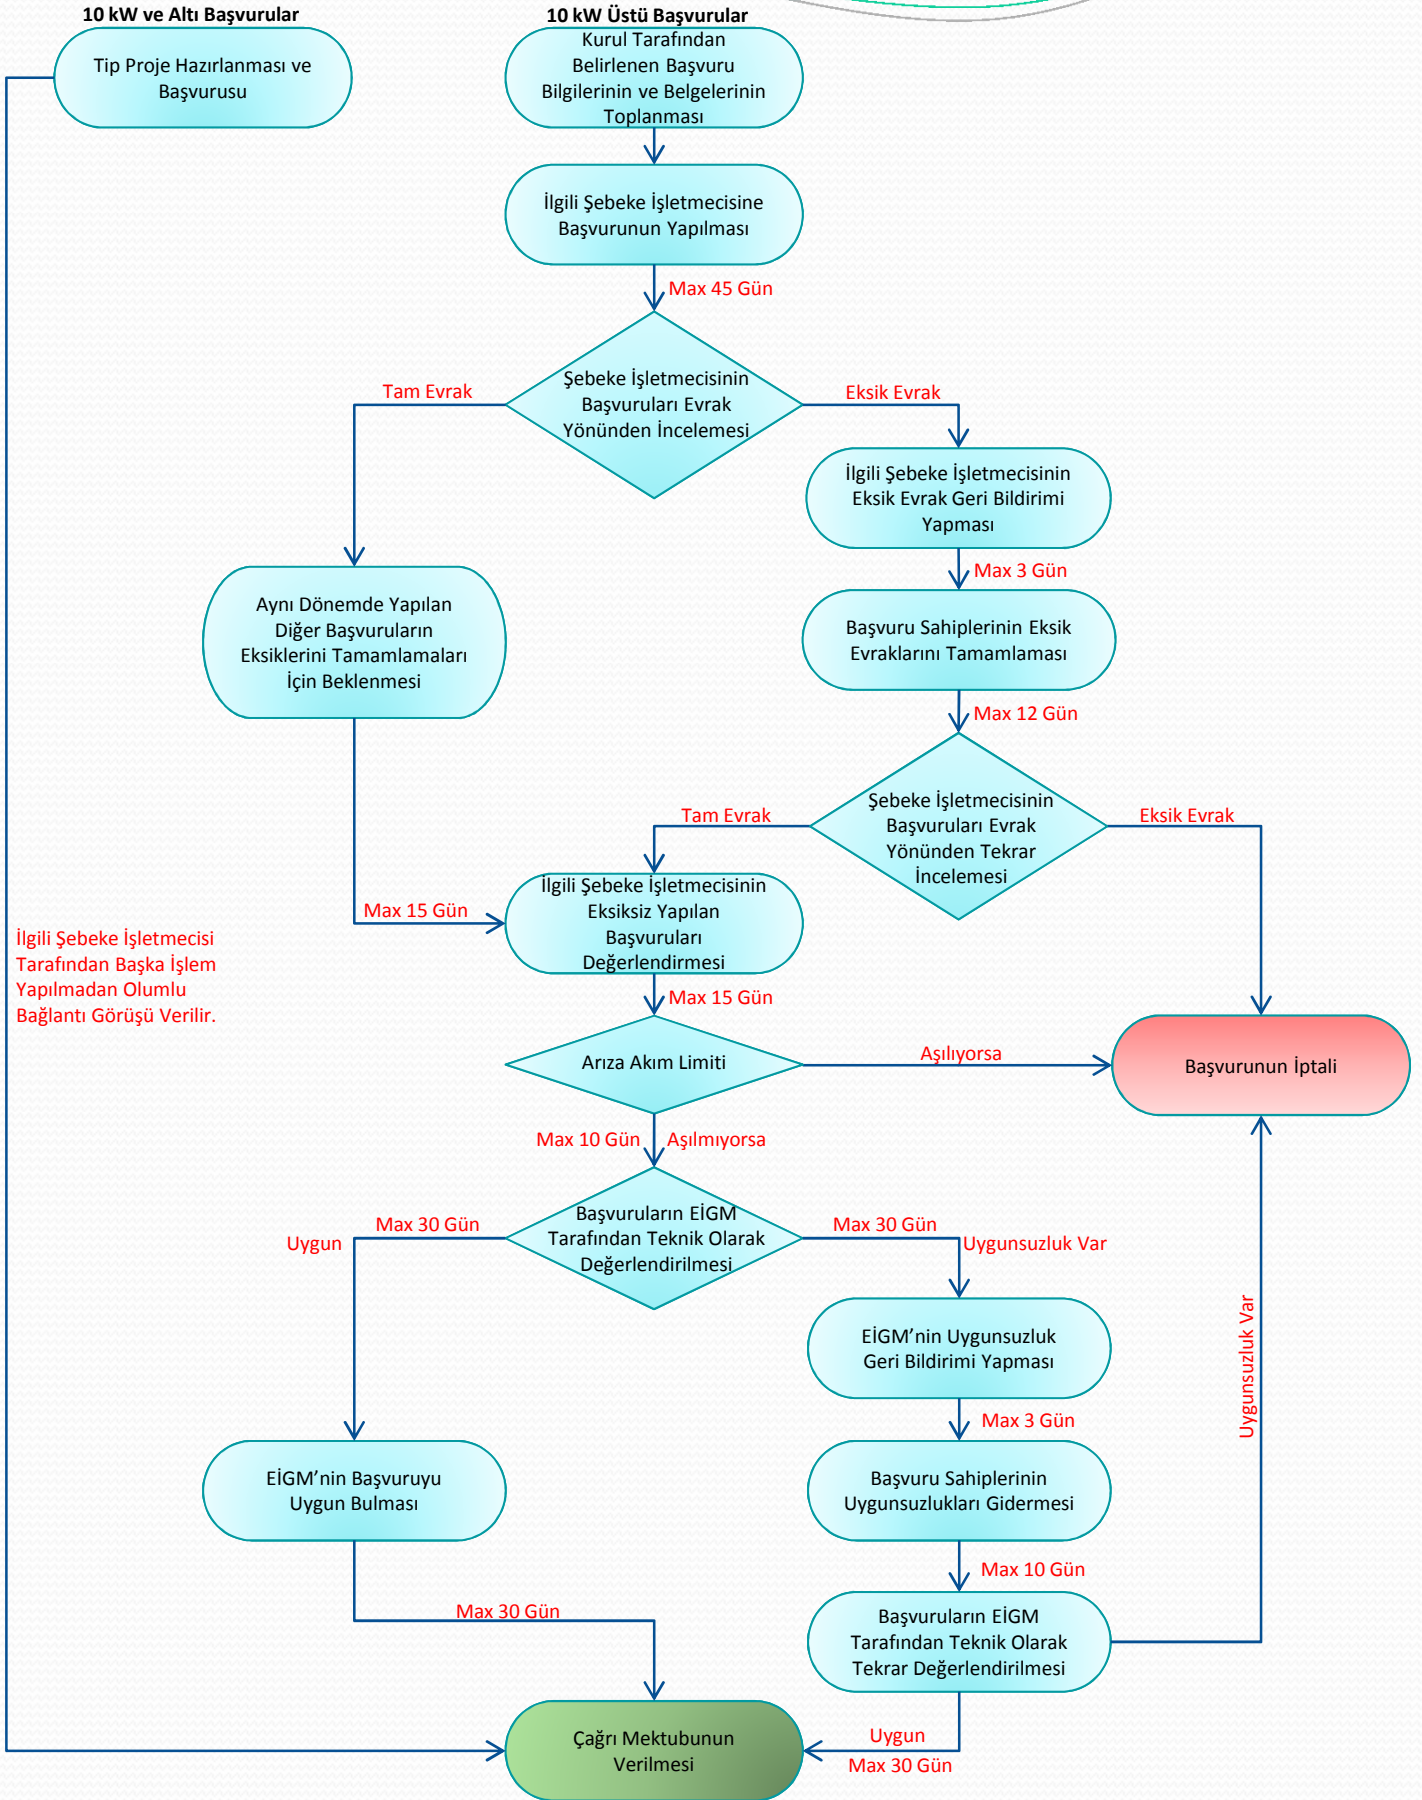 10 kW ve Altı Başvurular
10 kW Üstü Başvurular
Tip Proje Hazırlanması ve
Başvurusu
Kurul Tarafından
Belirlenen Başvuru
Bilgilerinin ve Belgelerinin
Toplanması
İlgili Şebeke İşletmecisine
Başvurunun Yapılması
Max 45 Gün
Şebeke İşletmecisinin
Başvuruları Evrak
Yönünden İncelemesi
Tam Evrak
Eksik Evrak
İlgili Şebeke İşletmecisinin
Eksik Evrak Geri Bildirimi
Yapması
Max 3 Gün
Aynı Dönemde Yapılan
Diğer Başvuruların
Eksiklerini Tamamlamaları
İçin Beklenmesi
Başvuru Sahiplerinin Eksik
Evraklarını Tamamlaması
Max 12 Gün
Şebeke İşletmecisinin
Başvuruları Evrak
Yönünden Tekrar
İncelemesi
Tam Evrak
Eksik Evrak
Max 15 Gün
İlgili Şebeke İşletmecisinin
Eksiksiz Yapılan
Başvuruları
Değerlendirmesi
İlgili Şebeke İşletmecisi
Tarafından Başka İşlem
Yapılmadan Olumlu
Bağlantı Görüşü Verilir.
Max 15 Gün
Arıza Akım Limiti
Aşılıyorsa
Başvurunun İptali
Max 10 Gün
Aşılmıyorsa
Başvuruların EİGM
Tarafından Teknik Olarak
Değerlendirilmesi
Max 30 Gün
Uygun
Max 30 Gün
Uygunsuzluk Var
EİGM’nin Uygunsuzluk
Geri Bildirimi Yapması
Uygunsuzluk Var
Max 3 Gün
EİGM’nin Başvuruyu
Uygun Bulması
Başvuru Sahiplerinin
Uygunsuzlukları Gidermesi
Max 10 Gün
Max 30 Gün
Başvuruların EİGM
Tarafından Teknik Olarak
Tekrar Değerlendirilmesi
Çağrı Mektubunun
Verilmesi
Uygun
Max 30 Gün